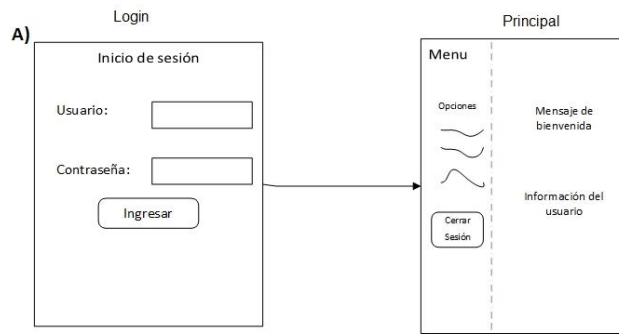 Login
A)
Inicio de sesión
Usuario:
Contraseña:
Ingresar
Principal
Menu
Opciones
Cerrar
Sesión
Mensaje de
bienvenida
Información del
usuario